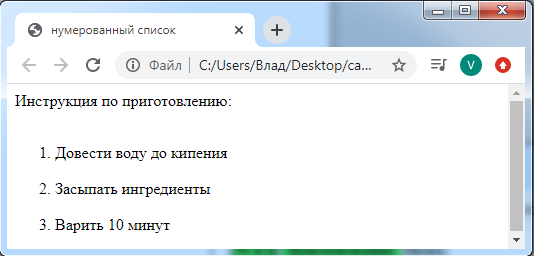 нумерованный список
Файл | C:/Users/Влад/Desktop/са...
V
Инструкция по приготовлению:
1. Довести воду до кипения
2. Засыпать ингредиенты
3. Варить 10 минут